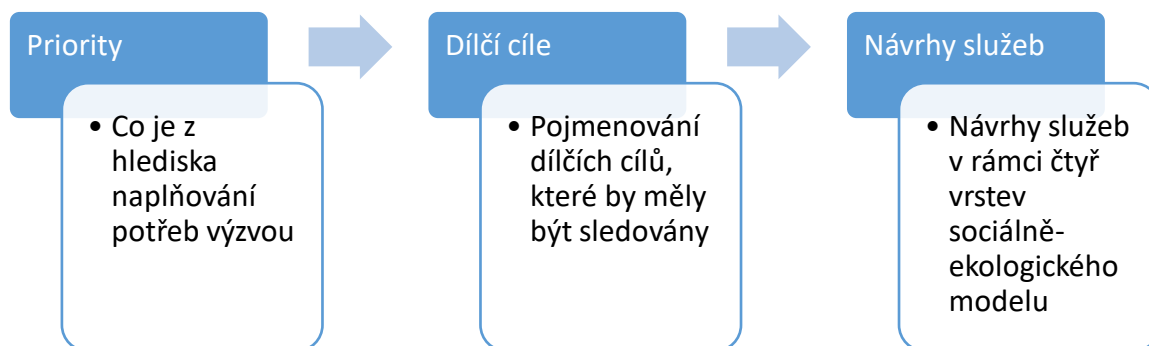 Priority
• Co je z
hlediska
naplňování
potřeb výzvou
Dílčí cíle
• Pojmenování
dílčích cílů,
které by měly
být sledovány
Návrhy služeb
• Návrhy služeb
v rámci čtyř
vrstev
sociálně-
ekologického
modelu